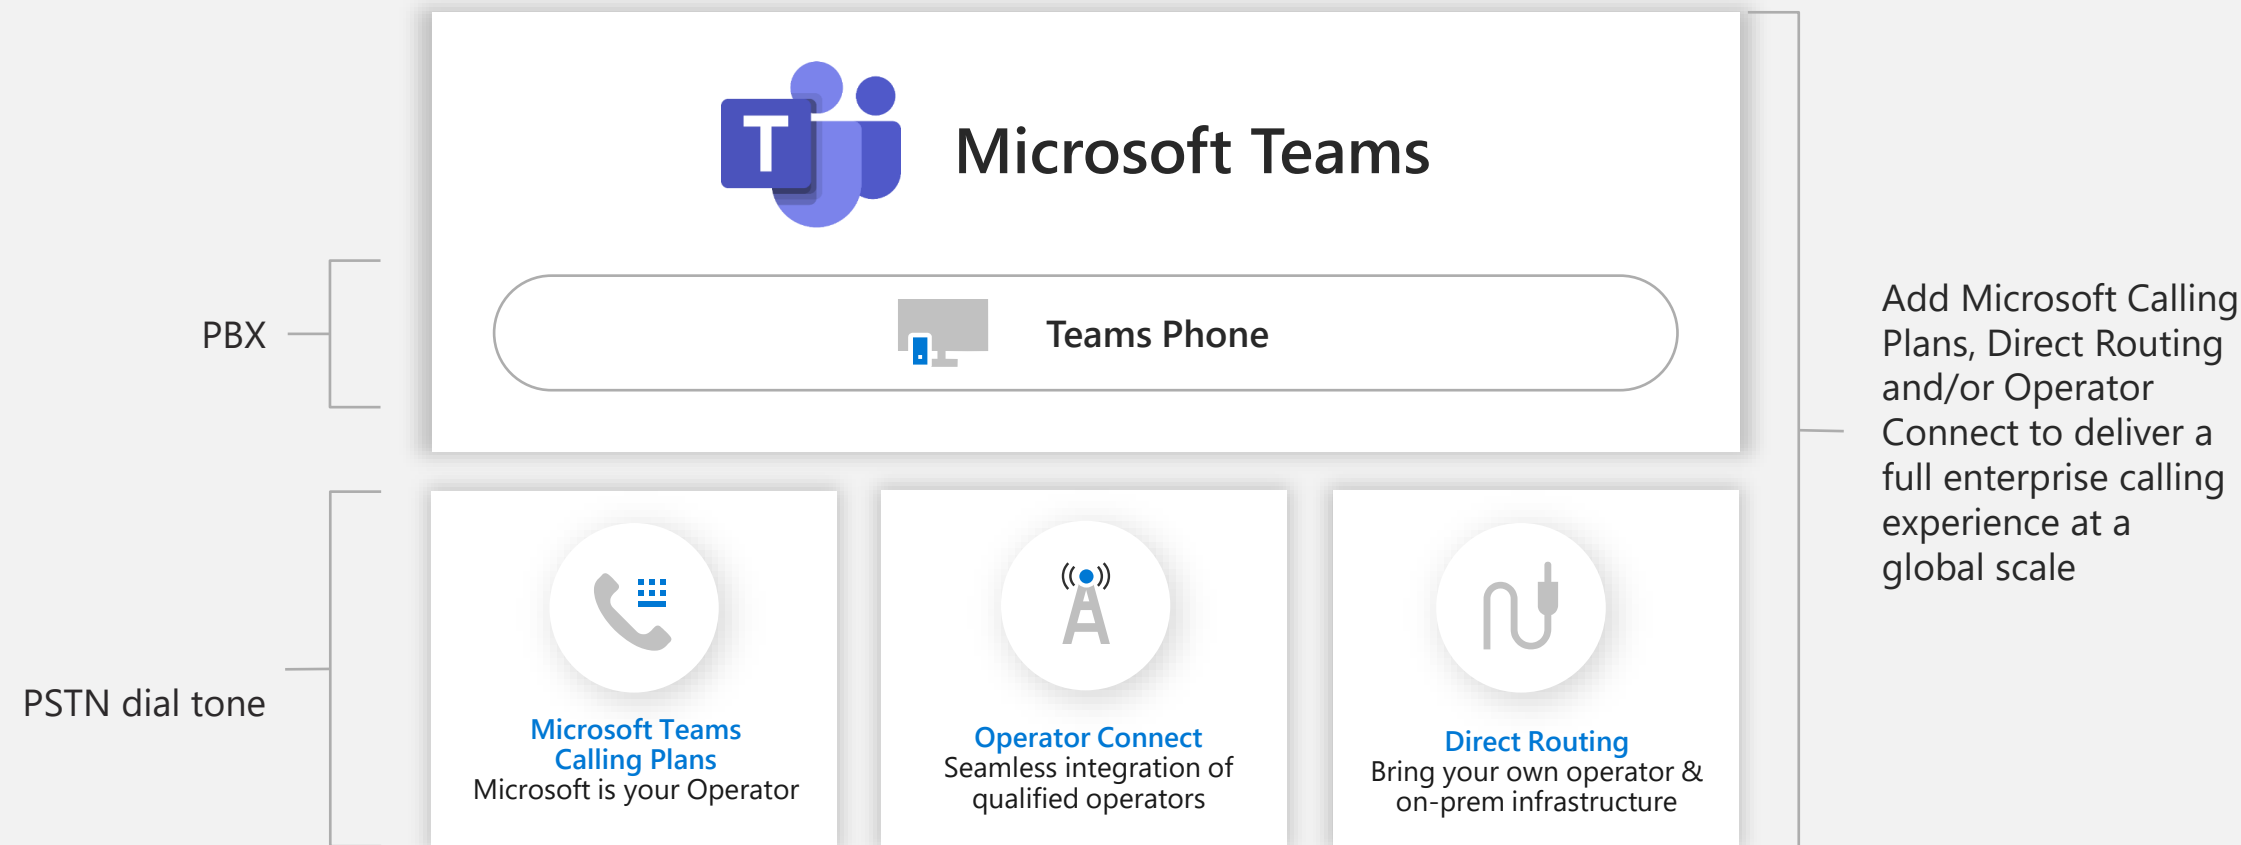 T
Microsoft Teams
PBX
Teams Phone
Add Microsoft Calling
Plans, Direct Routing
and/or Operator
Connect to deliver a
full enterprise calling
experience at a
global scale
PSTN dial tone
Microsoft Teams
Calling Plans
Microsoft is your Operator
Operator Connect
Seamless integration of
qualified operators
Direct Routing
Bring your own operator &
on-prem infrastructure